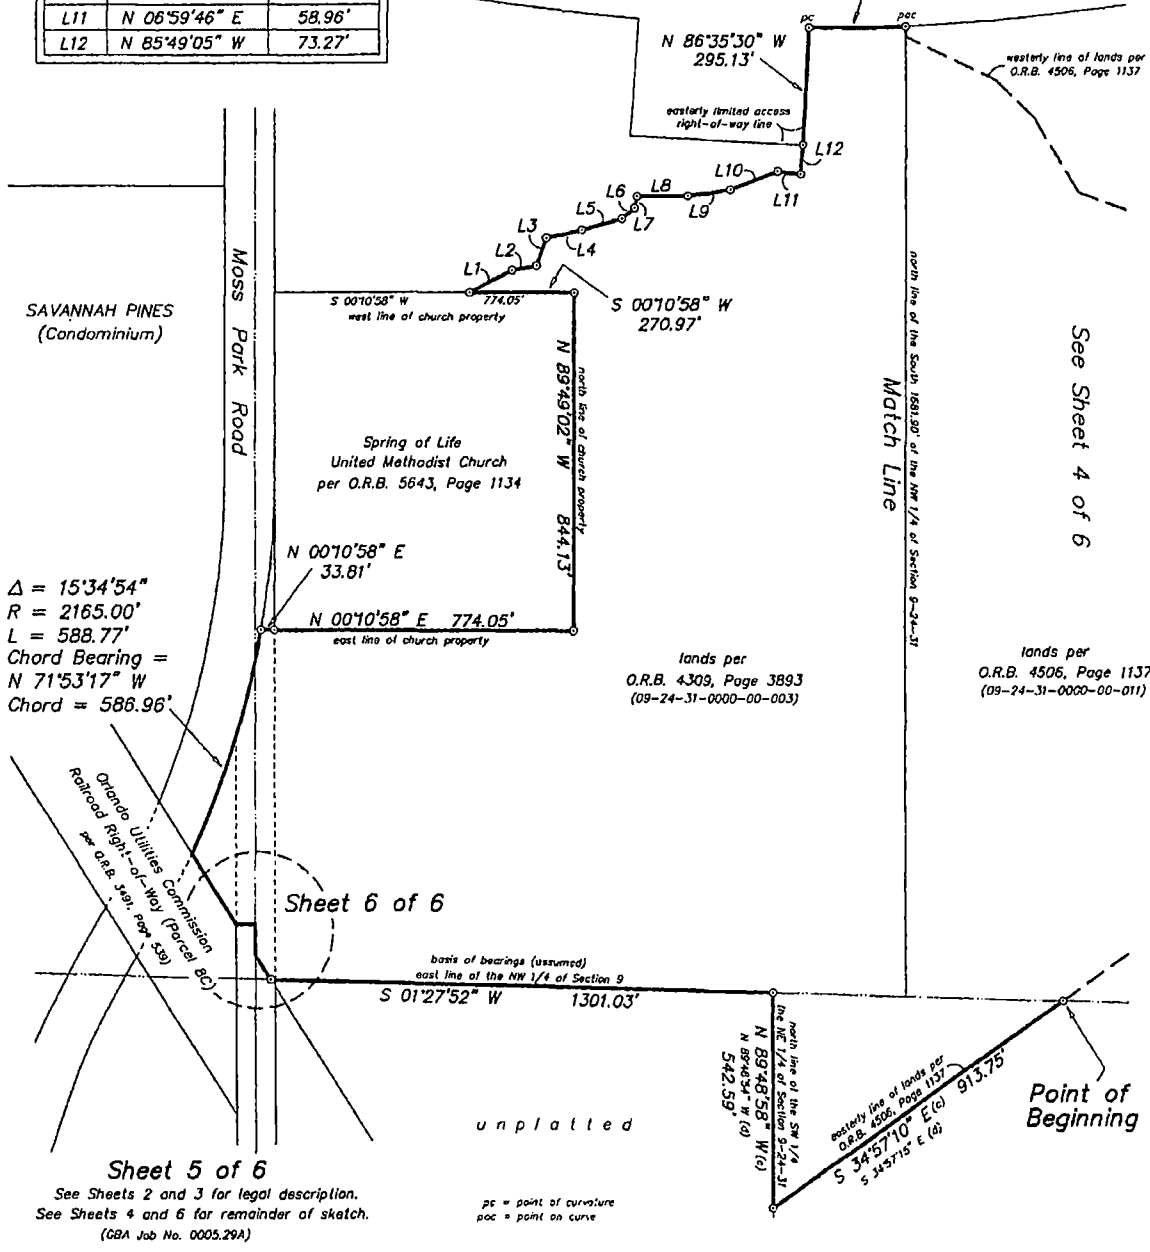 L11 N 06°59'46" E 58.96'
L12 N 85°49'05" W 73.27'
pc
poc
N 86°35'30" W
295.13'
westerly line of lands per
O.R.B. 4506, Page 1137
easterly limited access
right-of-way line
L12
L10
L11
L8
L9
L6
L7
L5
L4
L3
L2
L1
S 00°10'58" W 774.05'
west line of church property
S 00°10'58" W
270.97'
SAVANNAH PINES
(Condominium)
Moss Park Road
north line of church property
N 89°49'02" W 844.13'
Spring of Life
United Methodist Church
per O.R.B. 5643, Page 1134
north line of the South 1681.90' of the NW 1/4 of Section 9-24-31
Match Line
See Sheet 4 of 6
N 00°10'58" E
33.81'
N 00°10'58" E 774.05'
east line of church property
Δ = 15°34'54"
R = 2165.00'
L = 588.77'
Chord Bearing =
N 71°53'17" W
Chord = 586.96'
lands per
O.R.B. 4309, Page 3893
(09-24-31-0000-00-003)
lands per
O.R.B. 4506, Page 1137
(09-24-31-0000-00-011)
Orlando Utilities Commission
Railroad Right-of-Way (Parcel BC)
per O.R.B. 3491, Page 539)
Sheet 6 of 6
basis of bearings (assumed)
east line of the NW 1/4 of Section 9
S 01°27'52" W 1301.03'
north line of the SW 1/4
the NE 1/4 of Section 9-24-31
N 89°48'58" W (c)
N 89°48'54" W (d)
542.59'
easterly line of lands per
O.R.B. 4506, Page 1137
S 34°57'10" E (c) 913.75'
S 34°57'15" E (d)
Point of
Beginning
unplatted
Sheet 5 of 6
See Sheets 2 and 3 for legal description.
See Sheets 4 and 6 for remainder of sketch.
(GBA Job No. 0005.29A)
pc = point of curvature
poc = point on curve